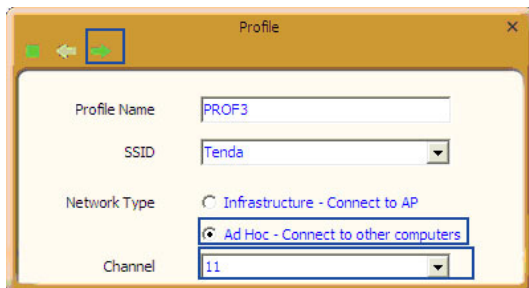 Profile
Profile Name PROF3
SSID Tenda
Network Type Infrastructure - Connect to AP
Ad Hoc - Connect to other computers
Channel 11